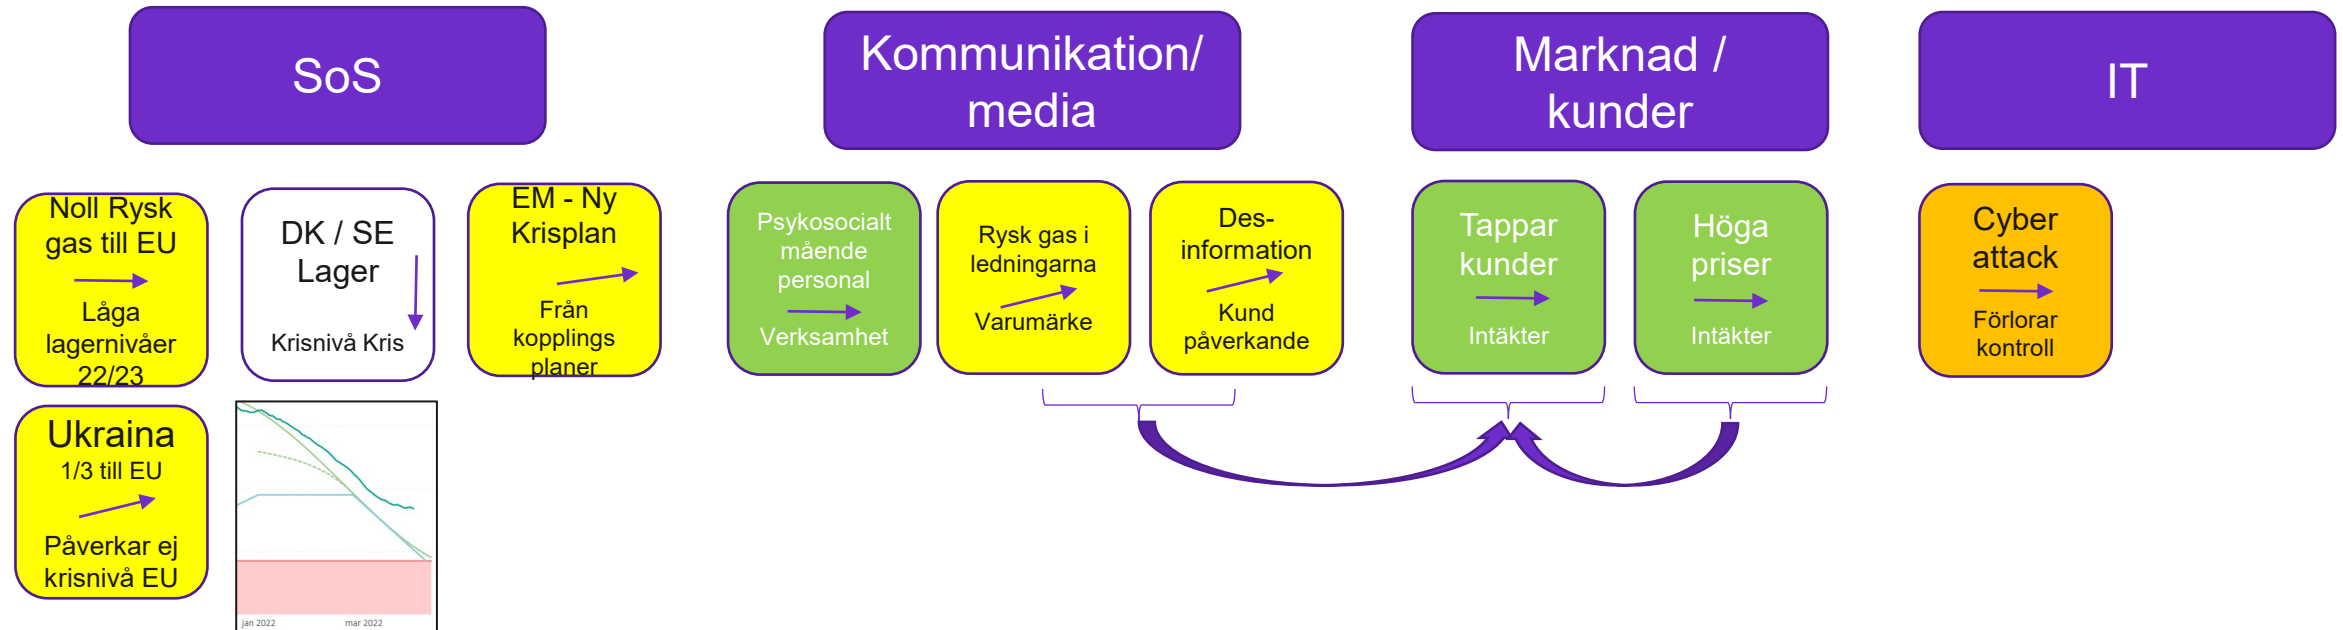 SoS
Kommunikation/
media
Marknad /
kunder
IT
Noll Rysk
gas till EU
Låga
lagernivåer
22/23
DK / SE
Lager
Krisnivå Kris
EM - Ny
Krisplan
Från
kopplings
planer
Psykosocialt
mående
personal
Verksamhet
Rysk gas i
ledningarna
Varumärke
Des-
information
Kund
påverkande
Tappar
kunder
Intäkter
Höga
priser
Intäkter
Cyber
attack
Förlorar
kontroll
Ukraina
1/3 till EU
Påverkar ej
krisnivå EU
jan 2022
mar 2022